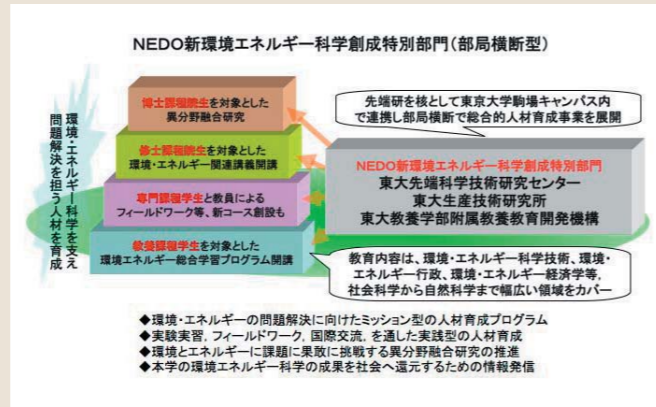 NEDO新環境エネルギー科学創成特別部門(部局横断型)
環境・エネルギー科学を支え
問題解決を担う人材を育成
博士課程院生を対象とした
異分野融合研究
修士課程院生を対象とした
環境・エネルギー関連講義開講
専門課程学生と教員による
フィールドワーク等、新コース創設も
教養課程学生を対象とした
環境エネルギー総合学習プログラム開講
先端研を核として東京大学駒場キャンパス内
で連携し部局横断で総合的人材育成事業を展開
NEDO新環境エネルギー科学創成特別部門
東大先端科学技術研究センター
東大生産技術研究所
東大教養学部附属教養教育開発機構
教育内容は、環境・エネルギー科学技術、環境・
エネルギー行政、環境・エネルギー経済学等,
社会科学から自然科学まで幅広い領域をカバー
◆環境・エネルギーの問題解決に向けたミッション型の人材育成プログラム
◆実験実習, フィールドワーク, 国際交流, を通した実践型の人材育成
◆環境とエネルギーに課題に果敢に挑戦する異分野融合研究の推進
◆本学の環境エネルギー科学の成果を社会へ還元するための情報発信